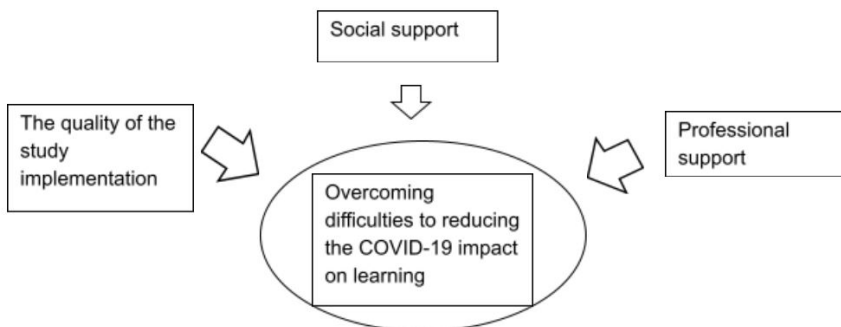 Social support
The quality of the
study
implementation
Professional
support
Overcoming
difficulties to reducing
the COVID-19 impact
on learning